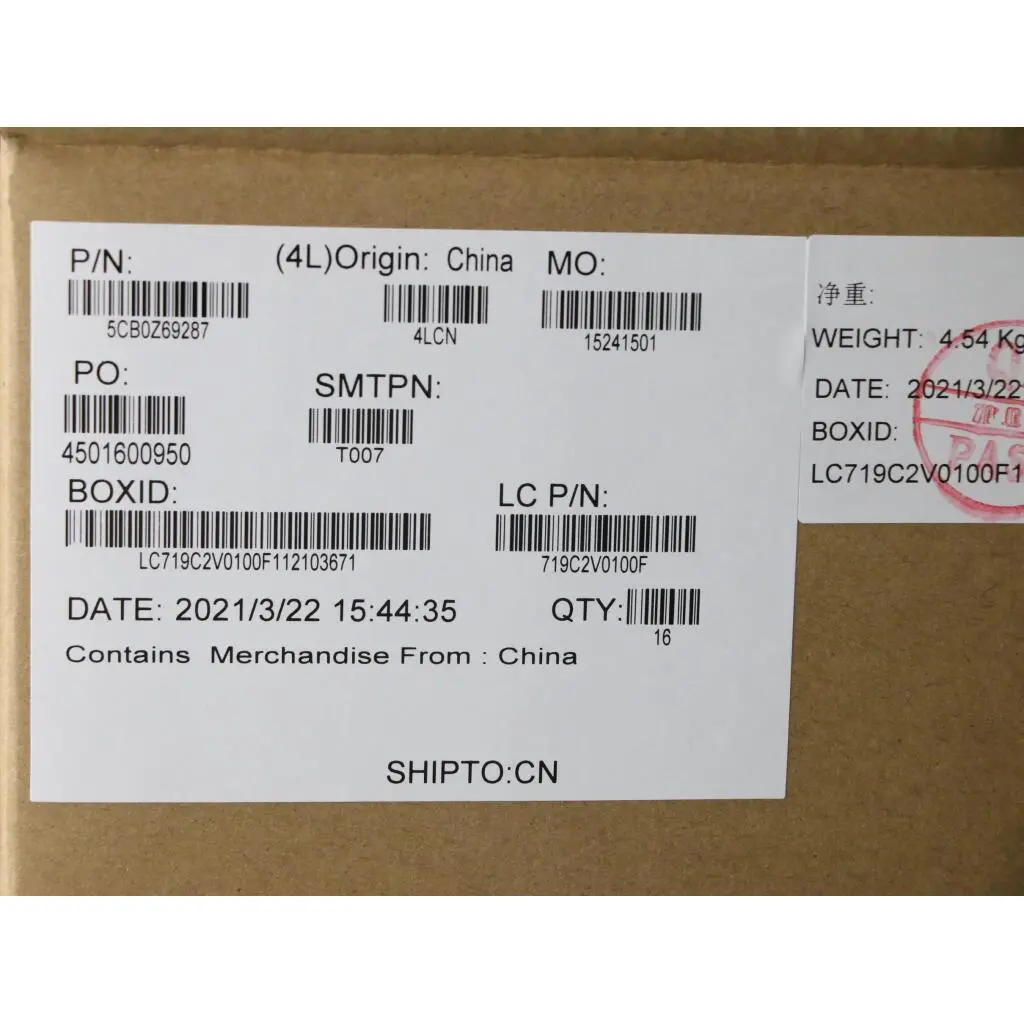 P/N: (4L)Origin: China MO:
5CB0Z69287 4LCN 15241501
PO: SMTPN:
4501600950 T007
BOXID: LC P/N:
LC719C2V0100F112103671 719C2V0100F
DATE: 2021/3/22 15:44:35 QTY:
16
Contains Merchandise From : China
SHIPTO:CN
净重:
WEIGHT: 4.54 Kg
DATE: 2021/3/22
BOXID:
LC719C2V0100F1